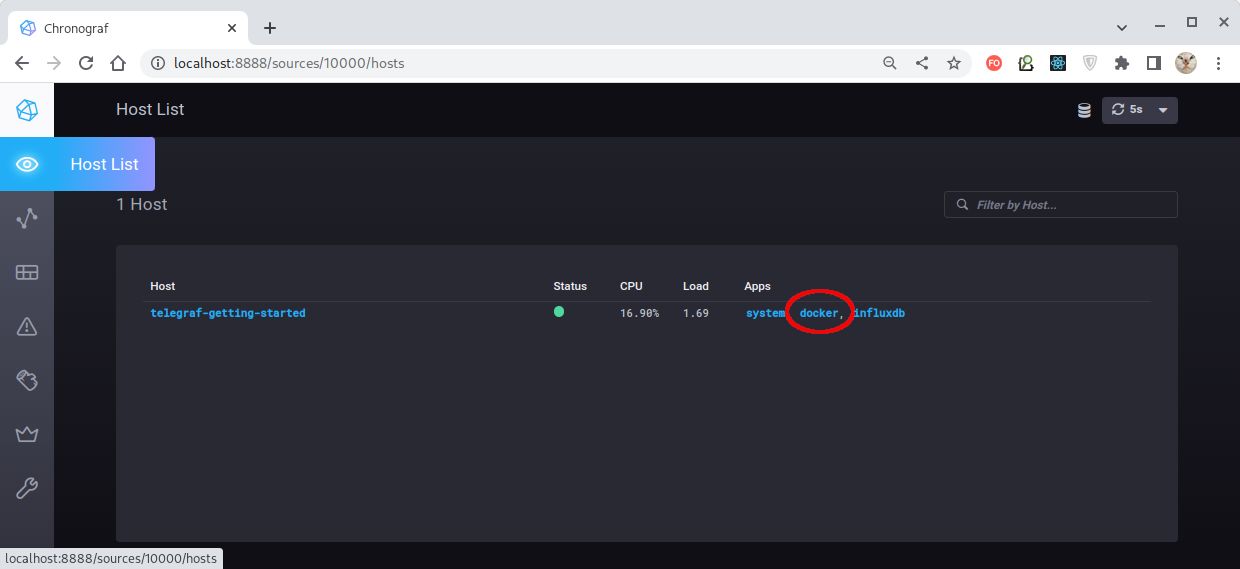 Chronograf
localhost:8888/sources/10000/hosts
FO
Host List
5s
Host List
1 Host
Filter by Host...
Host Status CPU Load Apps
telegraf-getting-started 16.90% 1.69 system docker, influxdb
localhost:8888/sources/10000/hosts